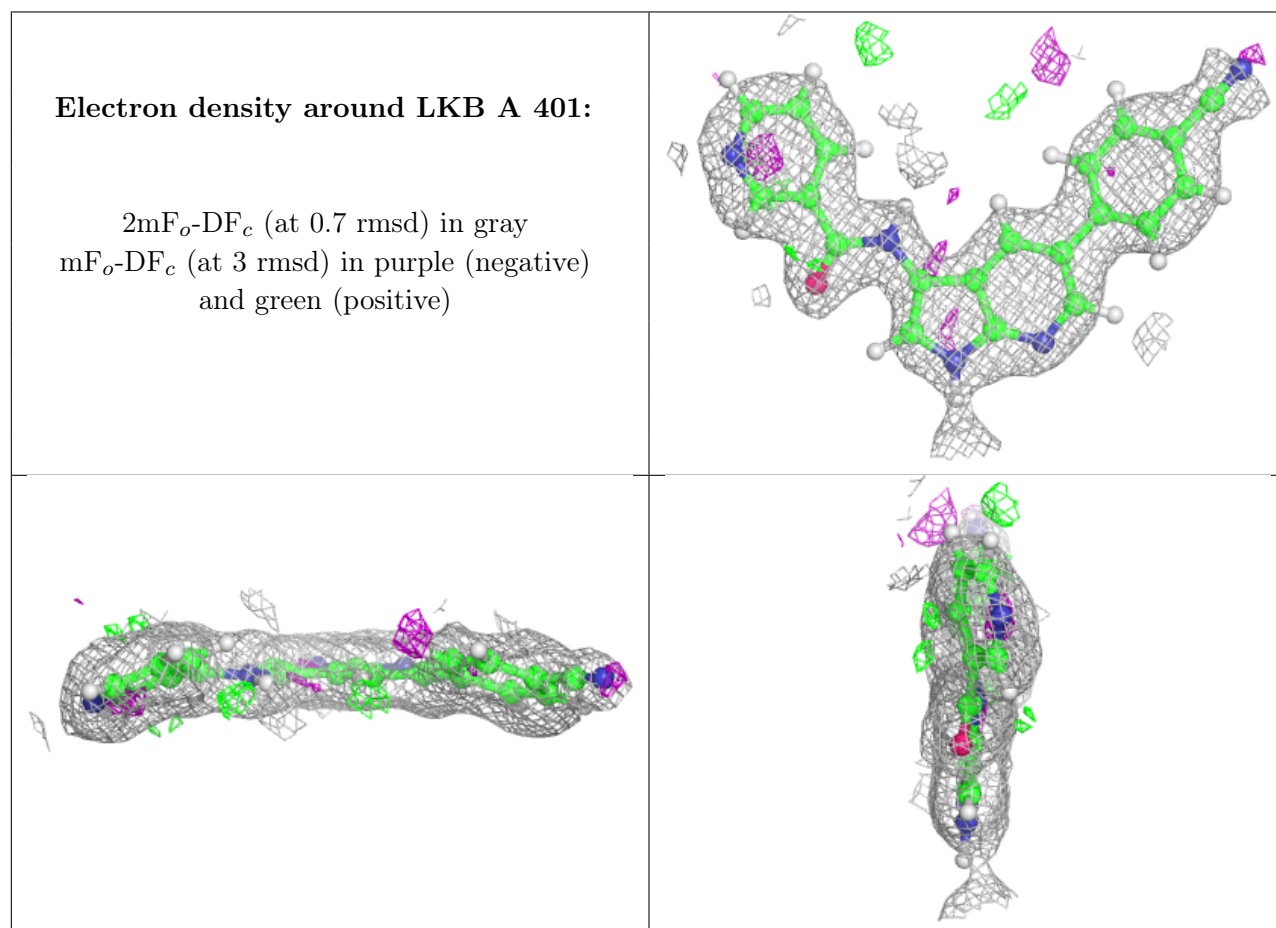 Electron density around LKB A 401:
2mFo-DFc (at 0.7 rmsd) in gray
mFo-DFc (at 3 rmsd) in purple (negative)
and green (positive)